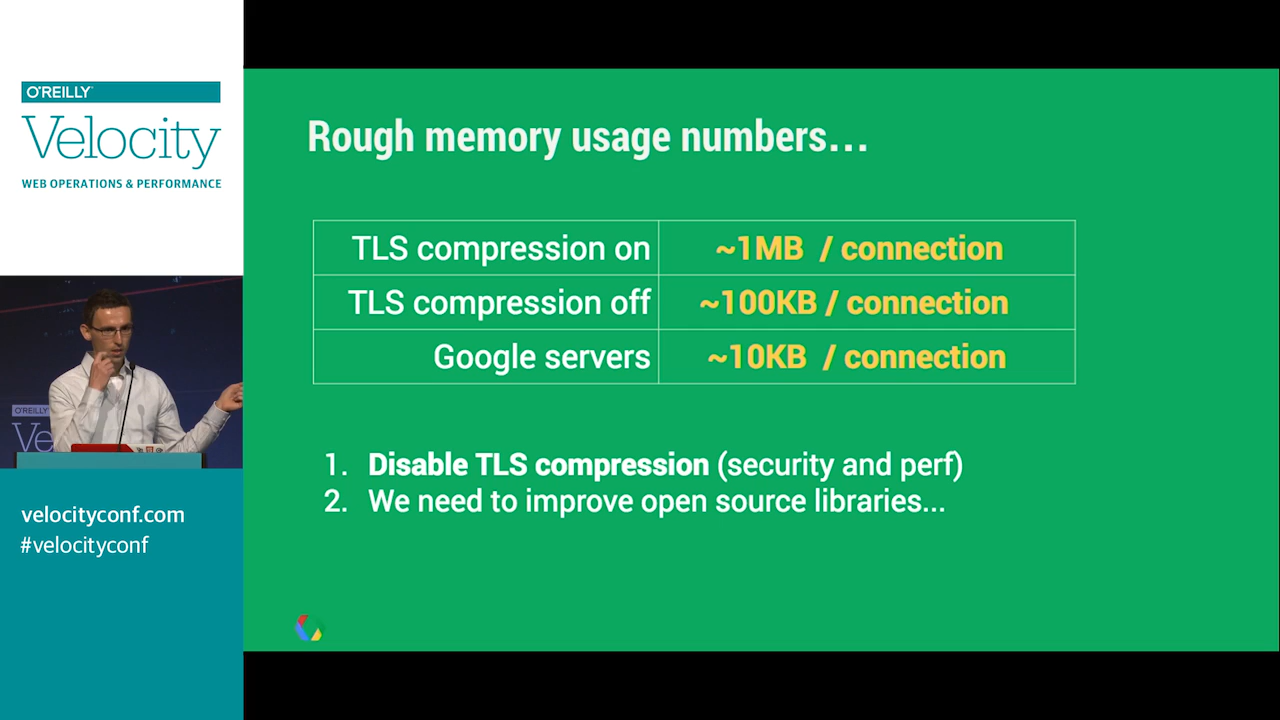 O'REILLY
Velocity
WEB OPERATIONS & PERFORMANCE
Rough memory usage numbers...
TLS compression on ~1MB / connection
TLS compression off ~100KB / connection
Google servers ~10KB / connection
1. Disable TLS compression (security and perf)
2. We need to improve open source libraries...
O'REILLY
Ve
velocityconf.com
#velocityconf